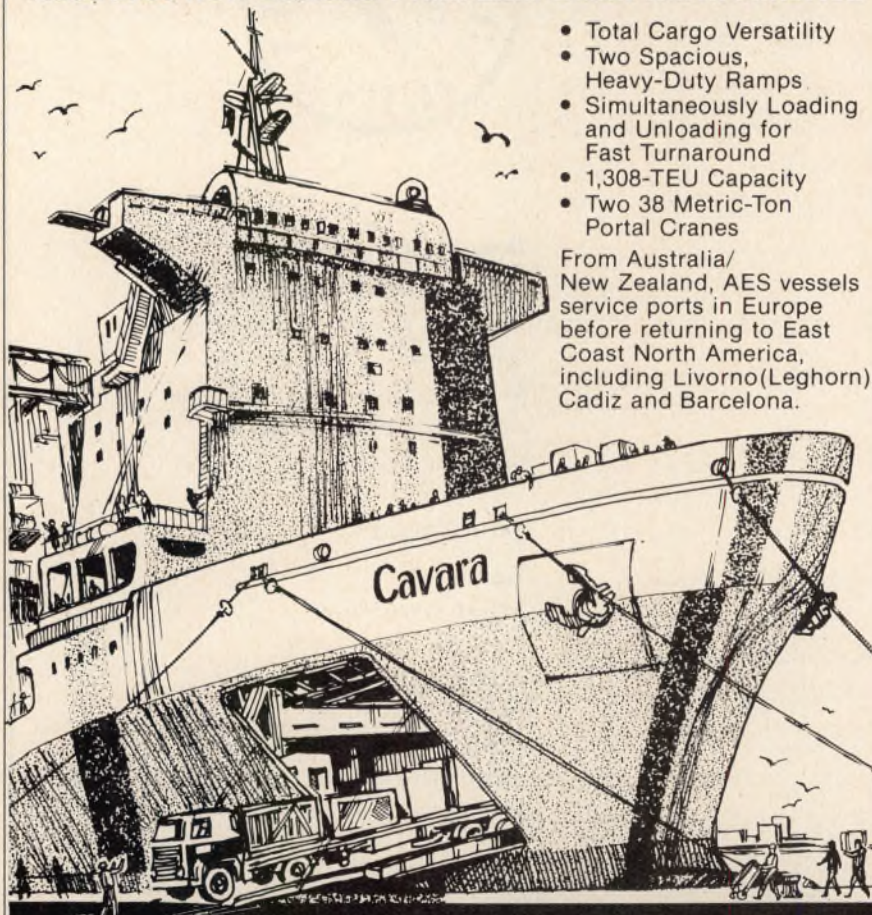 • Total Cargo Versatility
• Two Spacious,
Heavy-Duty Ramps
• Simultaneously Loading
and Unloading for
Fast Turnaround
• 1,308-TEU Capacity
• Two 38 Metric-Ton
Portal Cranes
From Australia/
New Zealand, AES vessels
service ports in Europe
before returning to East
Coast North America,
including Livorno(Leghorn)
Cadiz and Barcelona.
Cavara